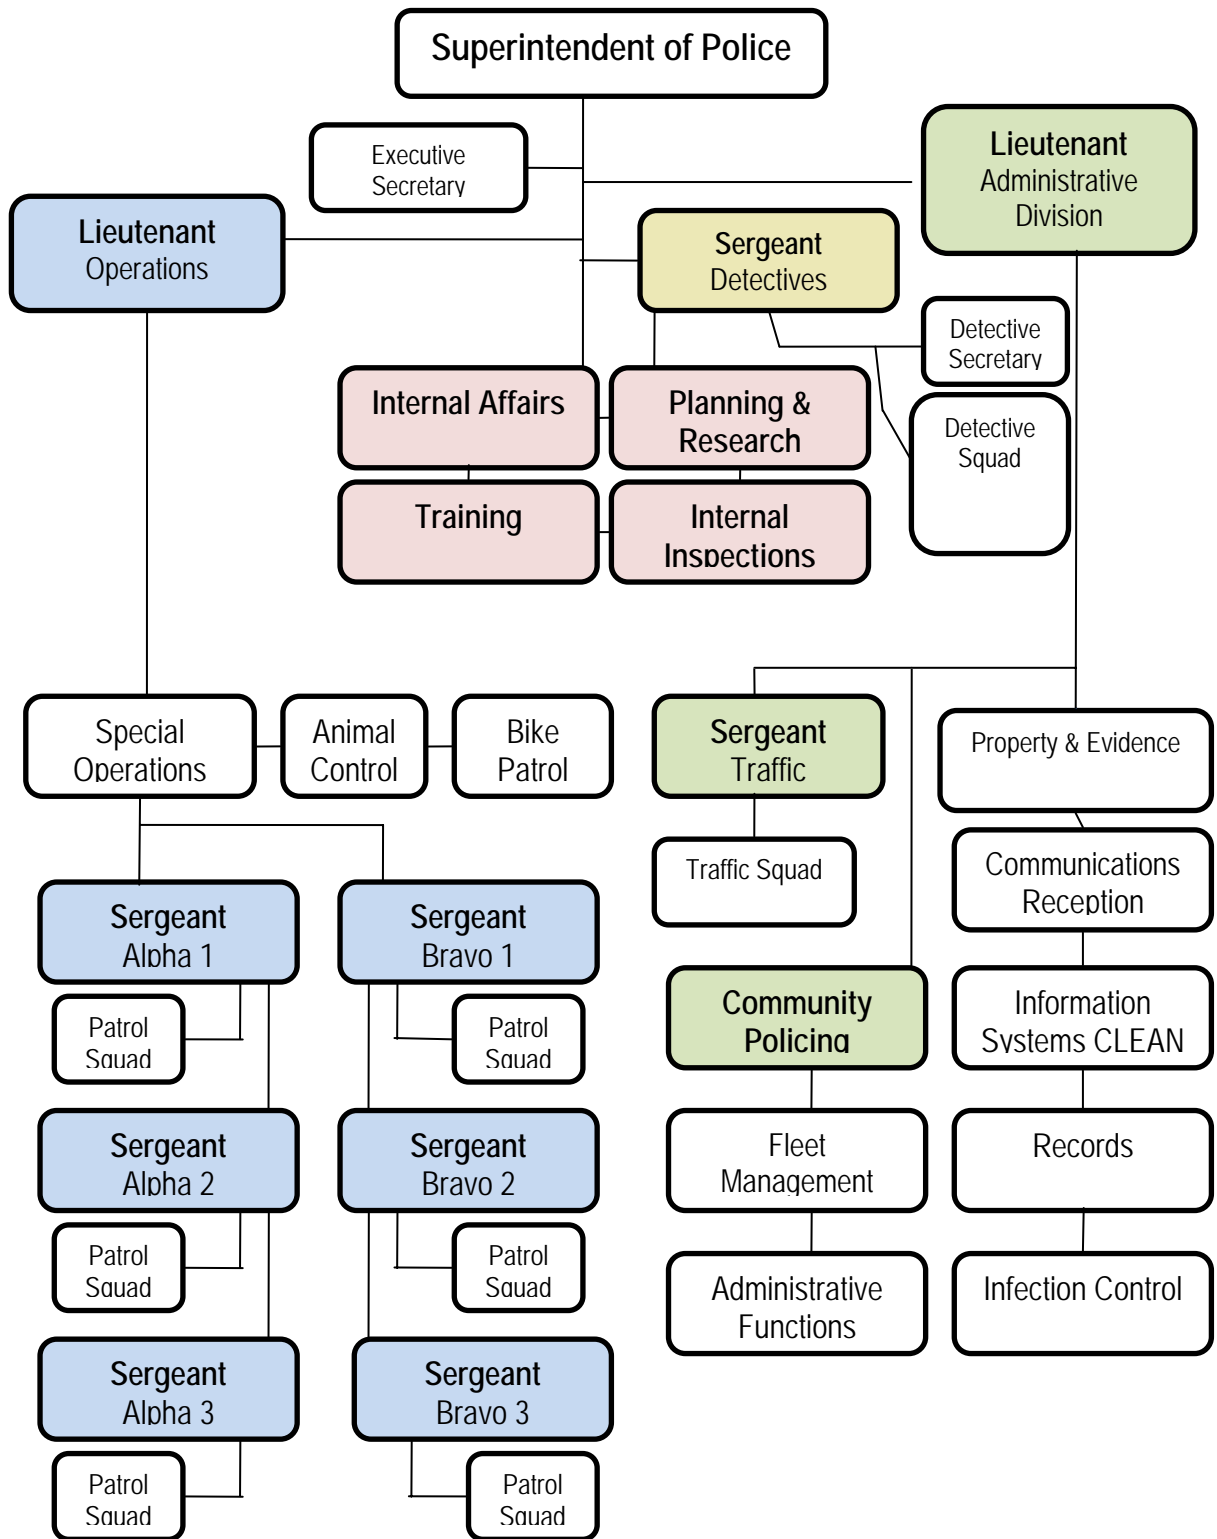 Superintendent of Police
Executive
Secretary
Lieutenant
Administrative
Division
Lieutenant
Operations
Sergeant
Detectives
Detective
Secretary
Detective
Squad
Internal Affairs
Planning &
Research
Training
Internal
Inspections
Special
Operations
Animal
Control
Bike
Patrol
Sergeant
Traffic
Property & Evidence
Traffic Squad
Communications
Reception
Sergeant
Alpha 1
Sergeant
Bravo 1
Patrol
Squad
Patrol
Squad
Community
Policing
Information
Systems CLEAN
Sergeant
Alpha 2
Sergeant
Bravo 2
Fleet
Management
Records
Patrol
Squad
Patrol
Squad
Administrative
Functions
Infection Control
Sergeant
Alpha 3
Sergeant
Bravo 3
Patrol
Squad
Patrol
Squad